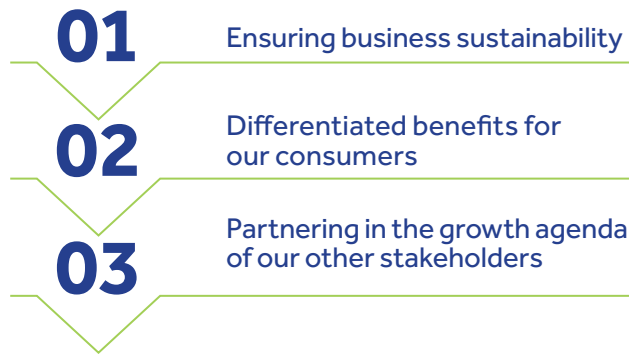 01
Ensuring business sustainability
02
Differentiated benefits for
our consumers
03
Partnering in the growth agenda
of our other stakeholders